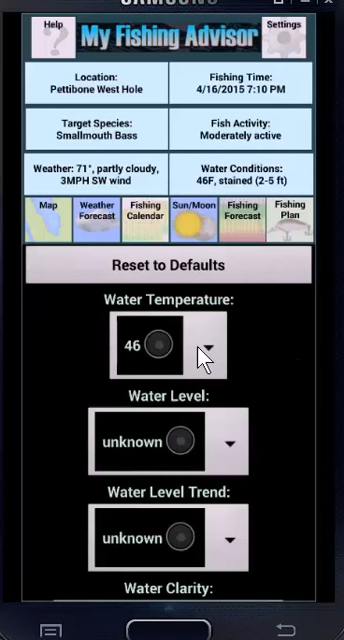 SAMSUNG
Help
My Fishing Advisor
Settings
Location:
Pettibone West Hole
Fishing Time:
4/16/2015 7:10 PM
Target Species:
Smallmouth Bass
Fish Activity:
Moderately active
Weather: 71°, partly cloudy,
3MPH SW wind
Water Conditions:
46F, stained (2-5 ft)
Map
Weather
Forecast
Fishing
Calendar
Sun/Moon
Fishing
Forecast
Fishing
Plan
Reset to Defaults
Water Temperature:
46
Water Level:
unknown
Water Level Trend:
unknown
Water Clarity: